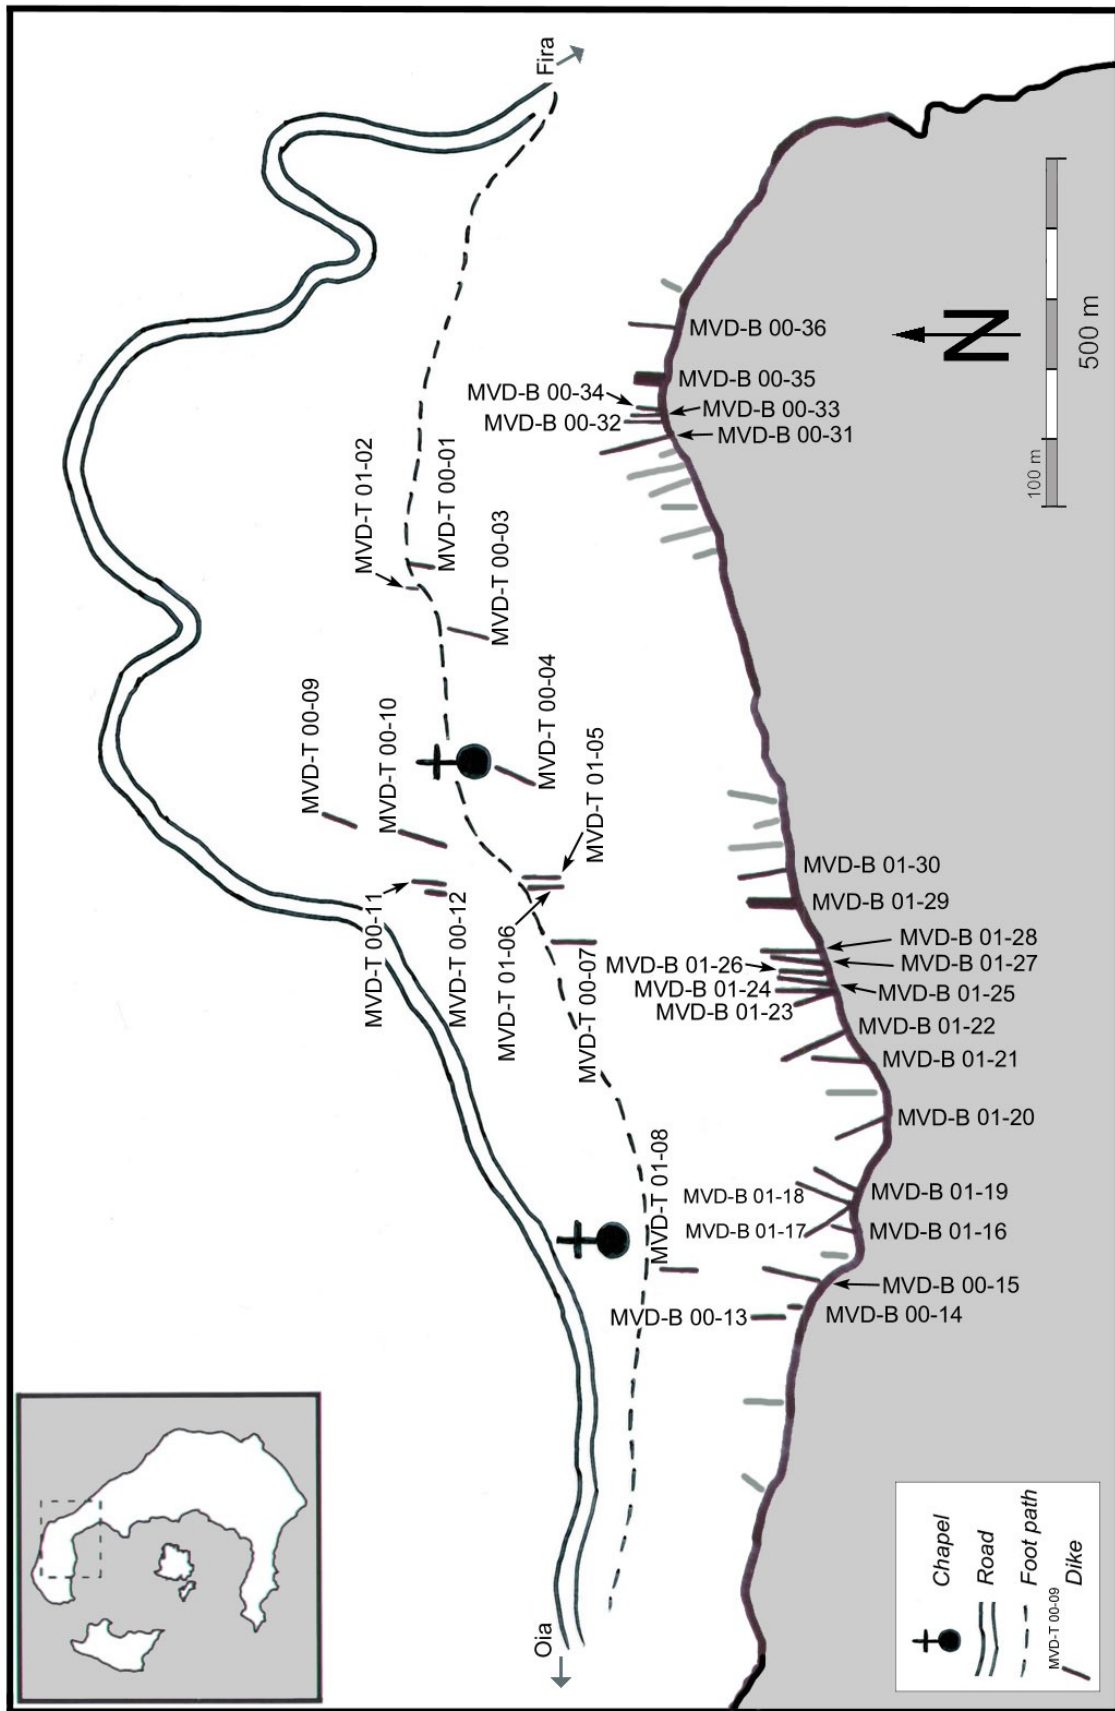 Fira
MVD-B 00-36
MVD-B 00-35
MVD-B 00-34
MVD-B 00-33
MVD-B 00-32
MVD-B 00-31
N
500 m
100 m
MVD-T 01-02
MVD-T 00-01
MVD-T 00-03
MVD-T 00-04
MVD-T 00-09
MVD-T 00-10
MVD-T 01-05
MVD-T 00-11
MVD-T 00-12
MVD-T 01-06
MVD-T 00-07
MVD-T 01-08
MVD-B 01-30
MVD-B 01-29
MVD-B 01-28
MVD-B 01-27
MVD-B 01-26
MVD-B 01-25
MVD-B 01-24
MVD-B 01-23
MVD-B 01-22
MVD-B 01-21
MVD-B 01-20
MVD-B 01-19
MVD-B 01-18
MVD-B 01-17
MVD-B 01-16
MVD-B 00-15
MVD-B 00-14
MVD-B 00-13
Oia
Chapel
Road
Foot path
MVD-T 00-09
Dike